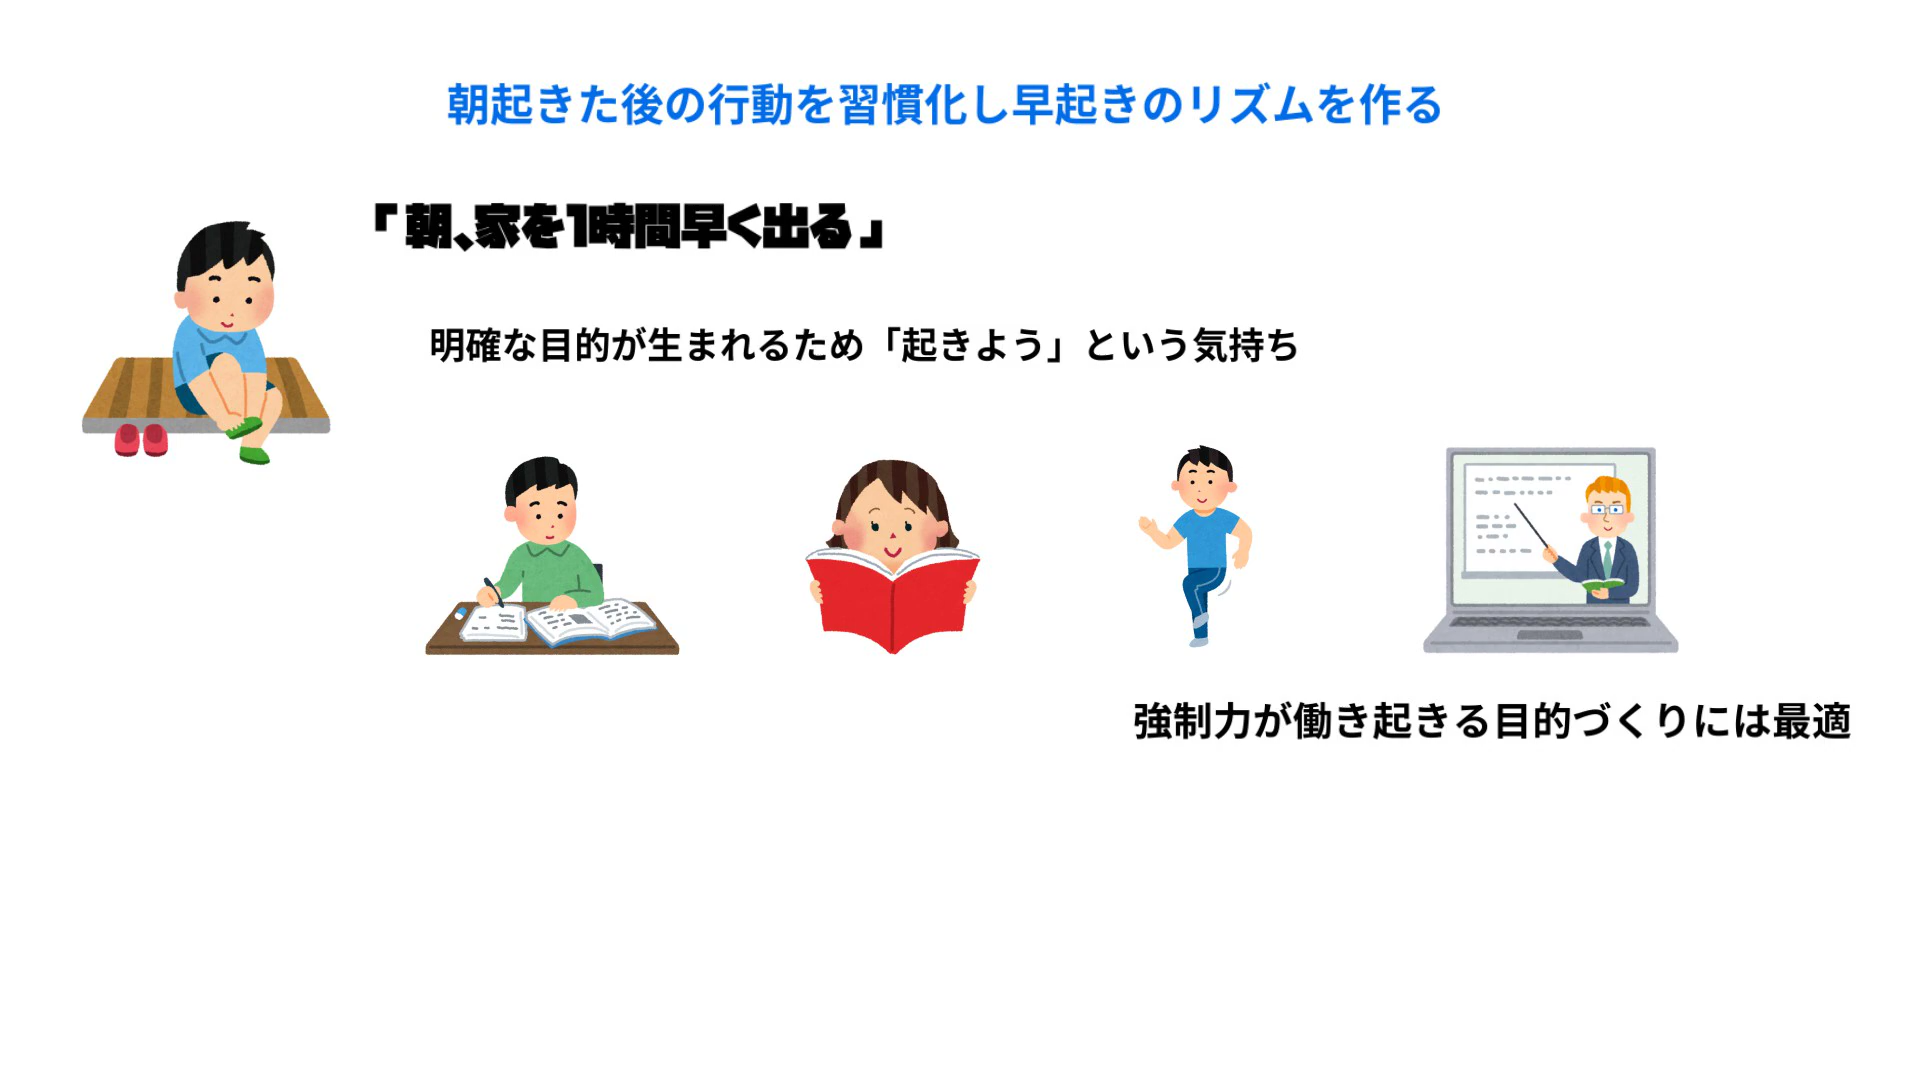 朝起きた後の行動を習慣化し早起きのリズムを作る
「朝、家を1時間早く出る」
明確な目的が生まれるため「起きよう」という気持ち
強制力が働き起きる目的づくりには最適